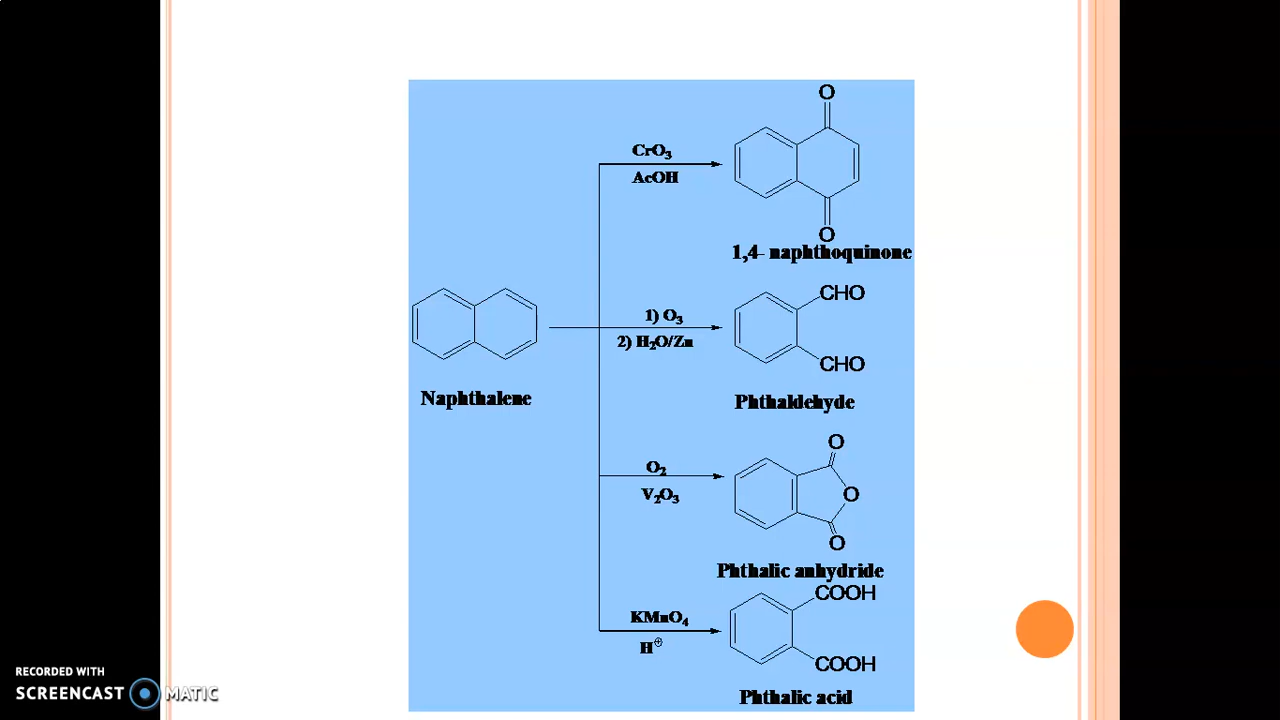 O
CrO₃
AcOH
O
1,4- naphthoquinone
CHO
1) O₃
2) H₂O/Zn
CHO
Naphthalene
Phthaldehyde
O
O₂
V₂O₃
O
O
Phthalic anhydride
COOH
KMnO₄
H⊕
COOH
Phthalic acid
RECORDED WITH
SCREENCAST MATIC